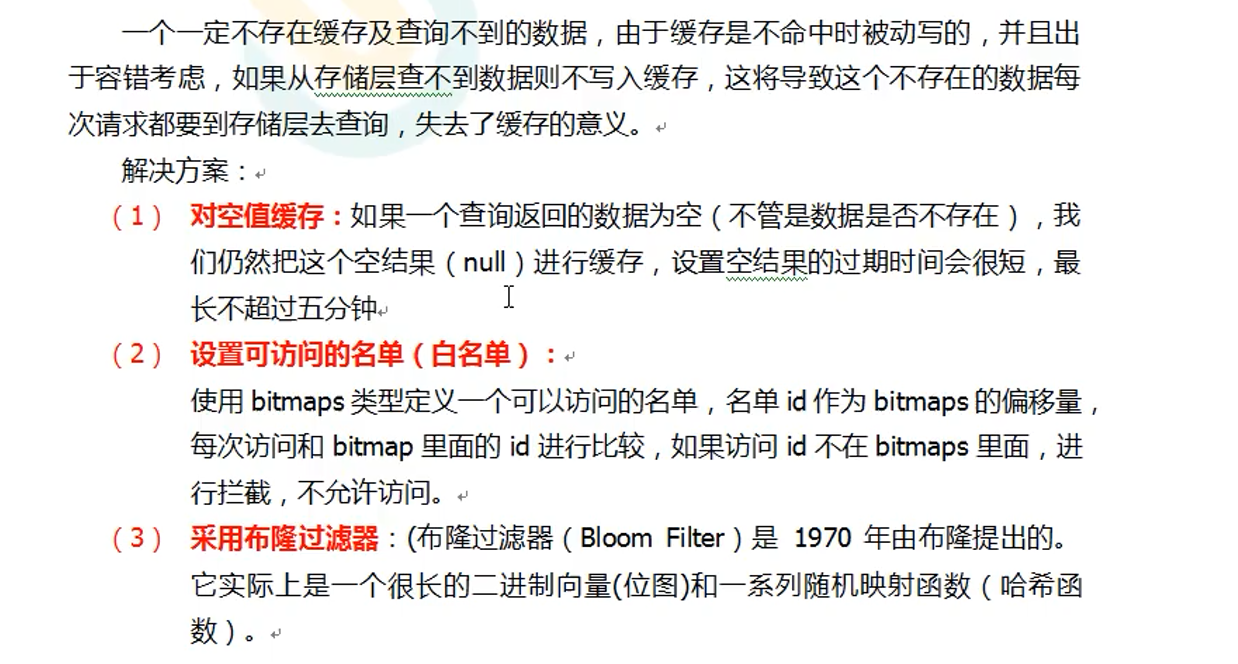 一个一定不存在缓存及查询不到的数据，由于缓存是不命中时被动写的，并且出
于容错考虑，如果从存储层查不到数据则不写入缓存，这将导致这个不存在的数据每
次请求都要到存储层去查询，失去了缓存的意义。
解决方案：
（1） 对空值缓存：如果一个查询返回的数据为空（不管是数据是否不存在），我
们仍然把这个空结果（null）进行缓存，设置空结果的过期时间会很短，最
长不超过五分钟
（2） 设置可访问的名单（白名单）：
使用 bitmaps 类型定义一个可以访问的名单，名单 id 作为 bitmaps 的偏移量，
每次访问和 bitmap 里面的 id 进行比较，如果访问 id 不在 bitmaps 里面，进
行拦截，不允许访问。
（3） 采用布隆过滤器：(布隆过滤器（Bloom Filter）是 1970 年由布隆提出的。
它实际上是一个很长的二进制向量(位图)和一系列随机映射函数（哈希函
数）。